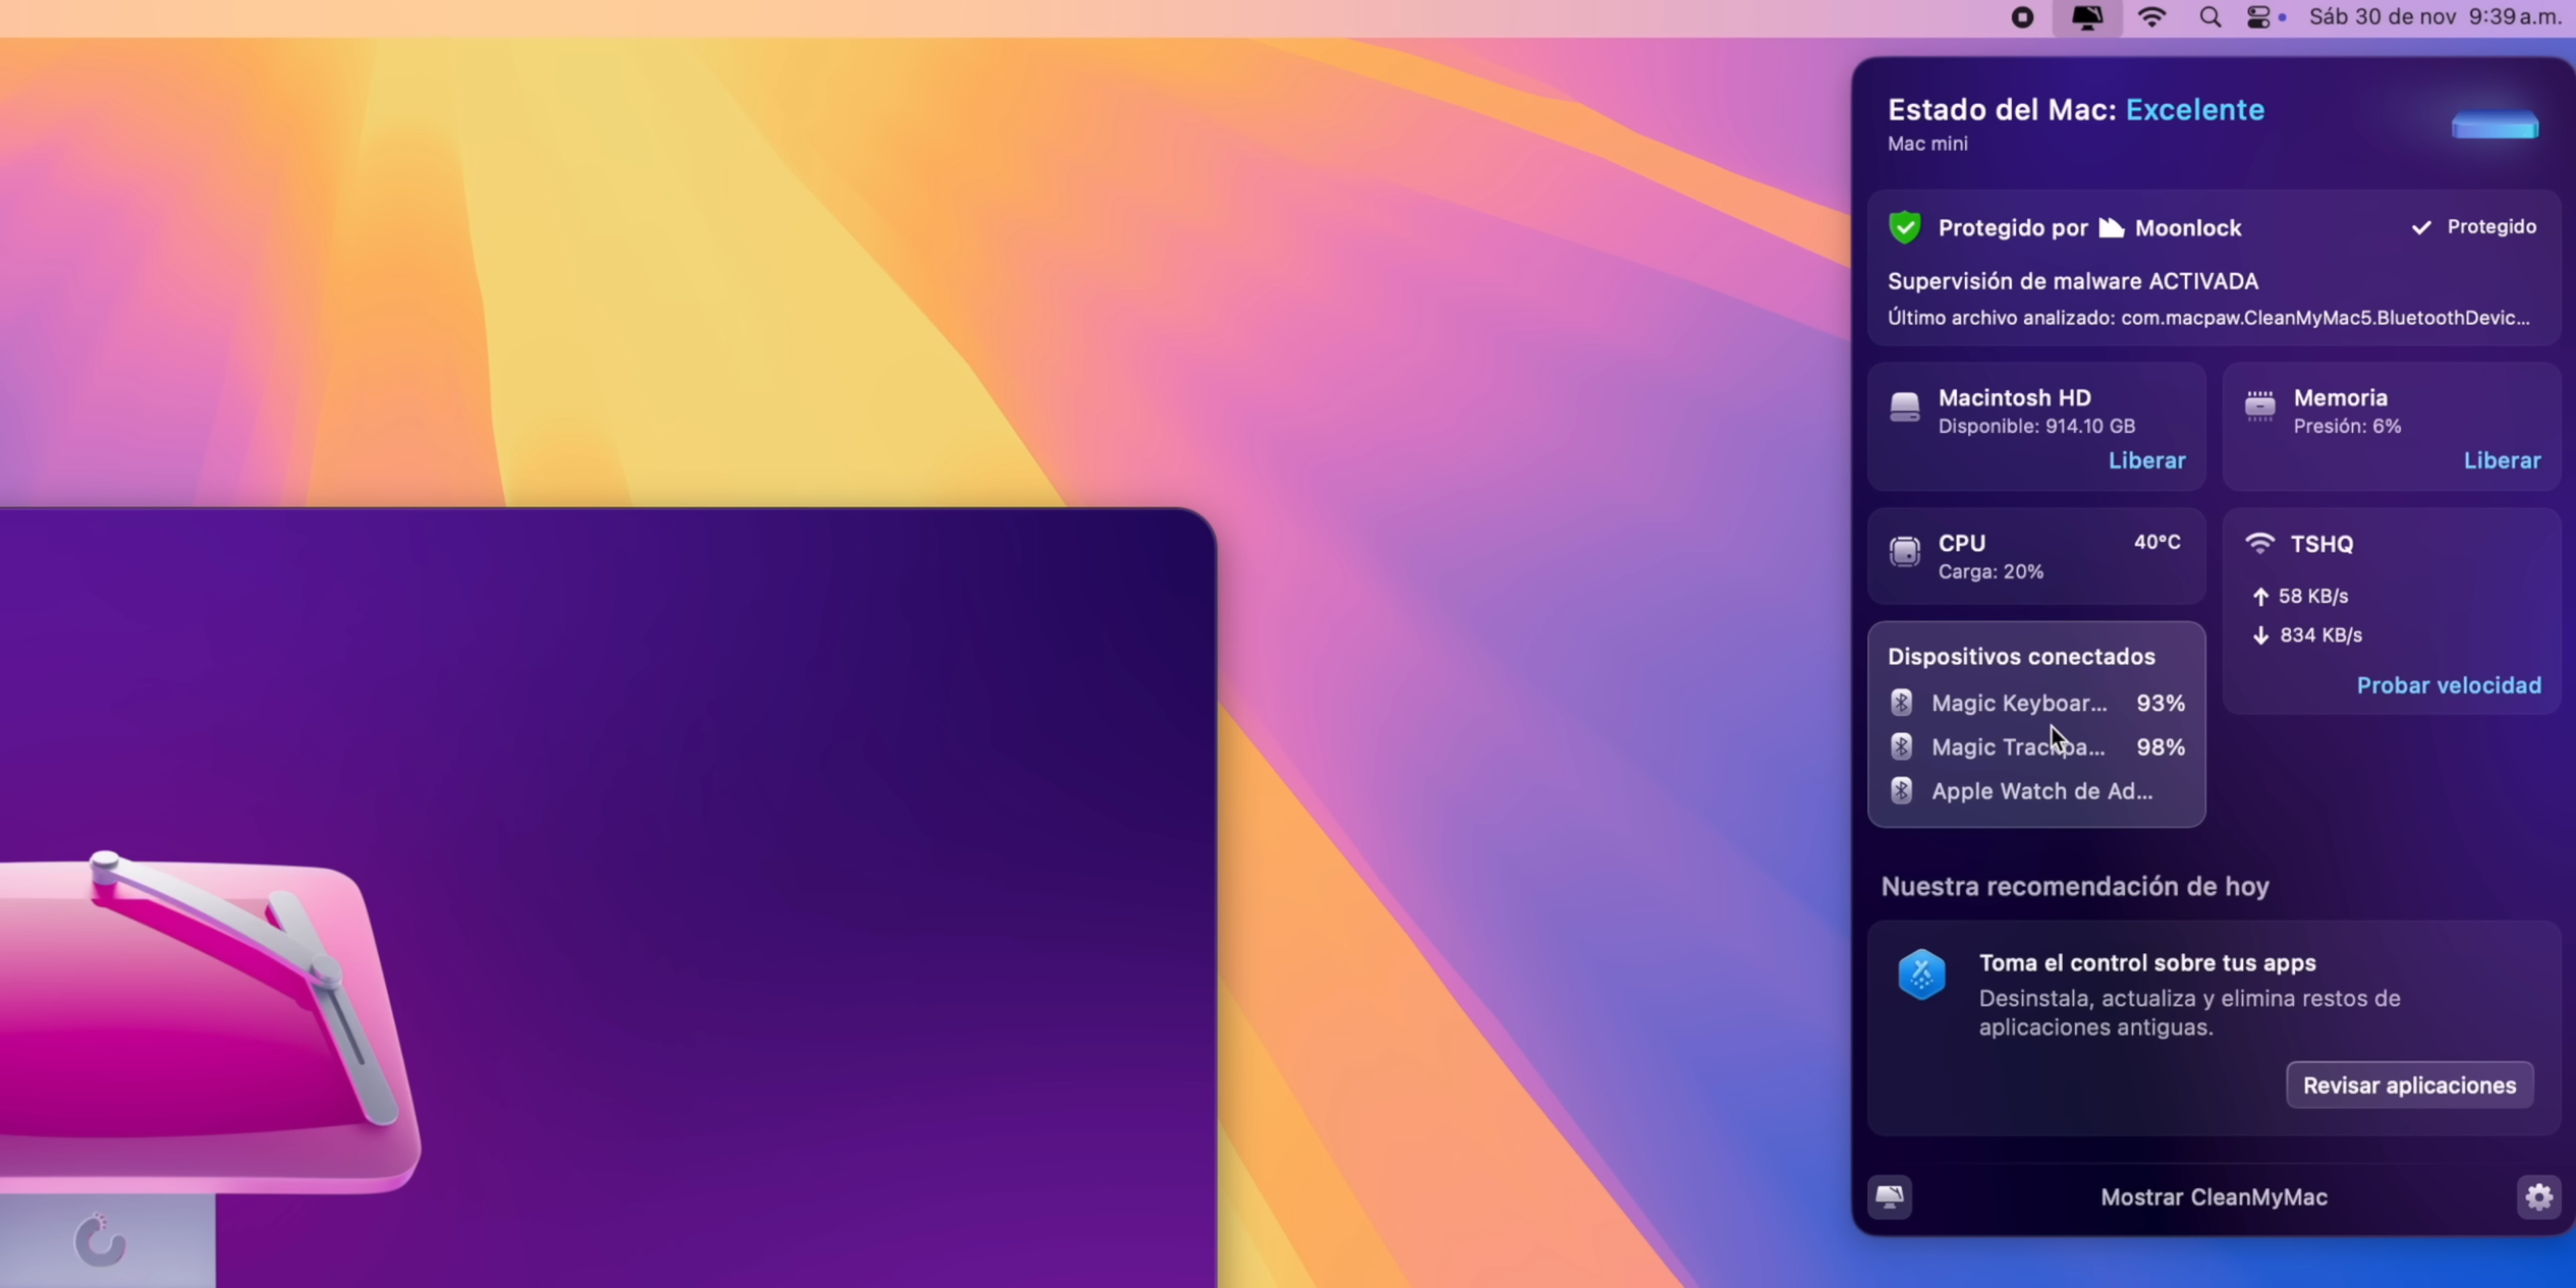 Sáb 30 de nov 9:39 a.m.
Estado del Mac: Excelente
Mac mini
Protegido por Moonlock
Protegido
Supervisión de malware ACTIVADA
Último archivo analizado: com.macpaw.CleanMyMac5.BluetoothDevic...
Macintosh HD
Disponible: 914.10 GB
Liberar
Memoria
Presión: 6%
Liberar
CPU
40°C
Carga: 20%
TSHQ
58 KB/s
834 KB/s
Probar velocidad
Dispositivos conectados
Magic Keyboar... 93%
Magic Trackpa... 98%
Apple Watch de Ad...
Nuestra recomendación de hoy
Toma el control sobre tus apps
Desinstala, actualiza y elimina restos de
aplicaciones antiguas.
Revisar aplicaciones
Mostrar CleanMyMac